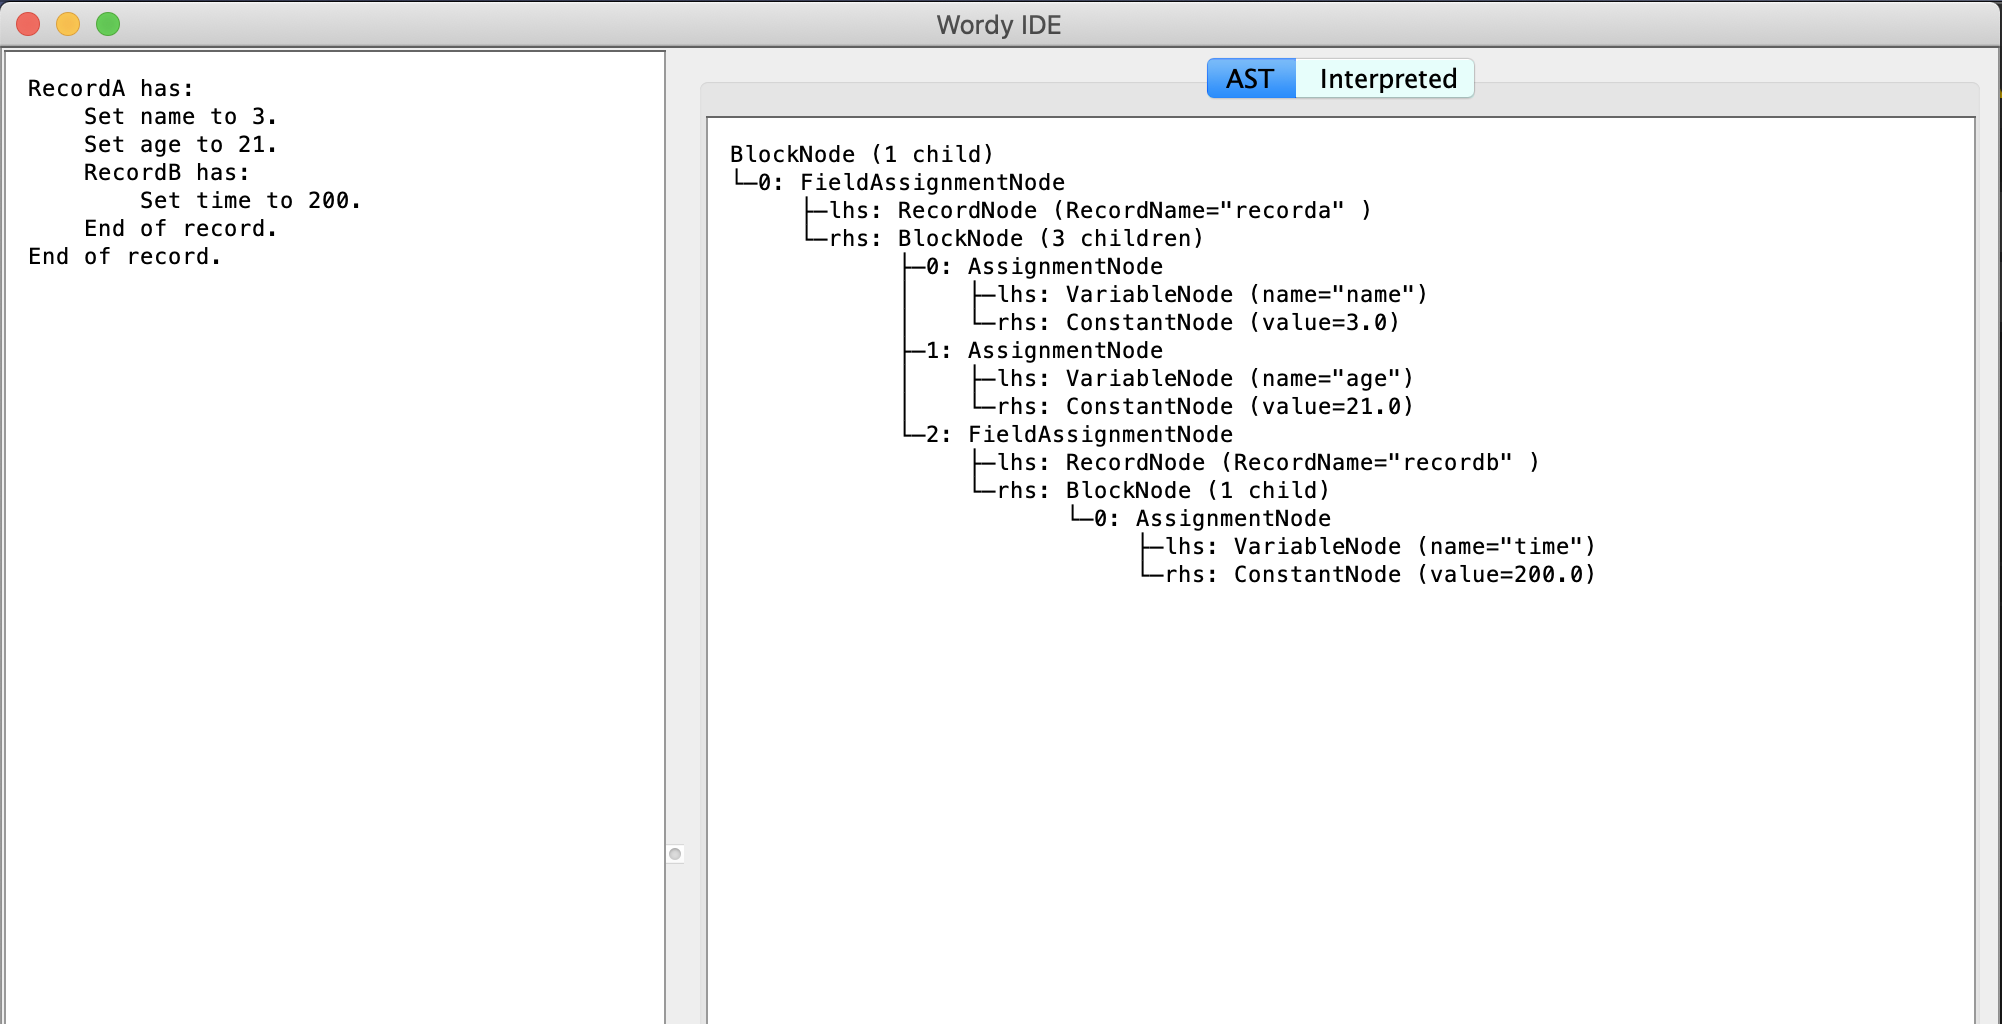 Wordy IDE
RecordA has:
    Set name to 3.
    Set age to 21.
    RecordB has:
        Set time to 200.
    End of record.
End of record.
AST
Interpreted
BlockNode (1 child)
└─0: FieldAssignmentNode
     ├─lhs: RecordNode (RecordName="recorda" )
     └─rhs: BlockNode (3 children)
            ├─0: AssignmentNode
            │    ├─lhs: VariableNode (name="name")
            │    └─rhs: ConstantNode (value=3.0)
            ├─1: AssignmentNode
            │    ├─lhs: VariableNode (name="age")
            │    └─rhs: ConstantNode (value=21.0)
            └─2: FieldAssignmentNode
                 ├─lhs: RecordNode (RecordName="recordb" )
                 └─rhs: BlockNode (1 child)
                        └─0: AssignmentNode
                             ├─lhs: VariableNode (name="time")
                             └─rhs: ConstantNode (value=200.0)